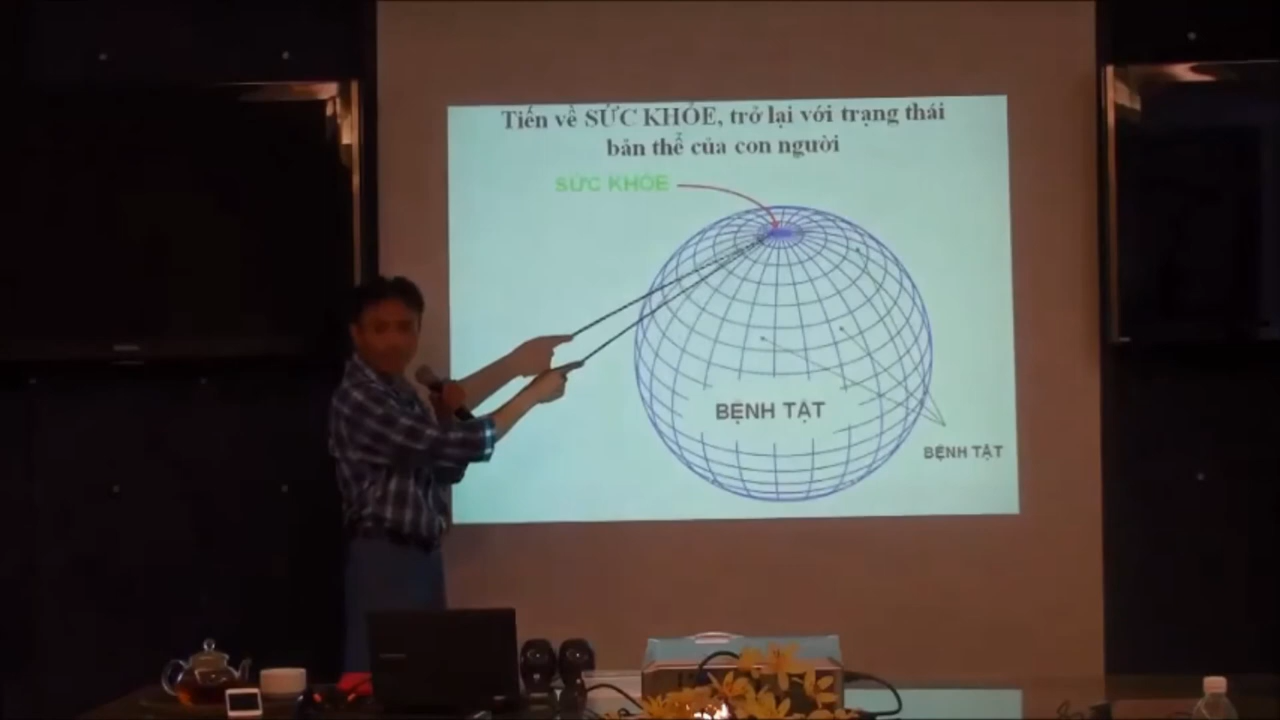 Tiến về SỨC KHỎE, trở lại với trạng thái
bản thể của con người
SỨC KHỎE
BỆNH TẬT
BỆNH TẬT